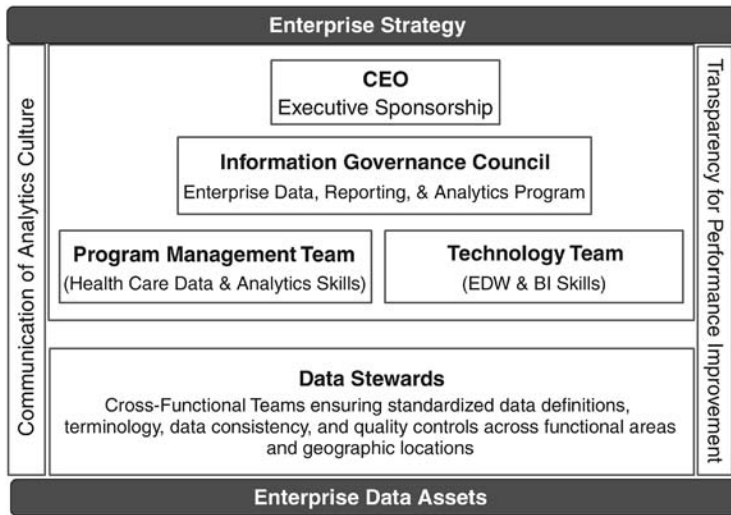 Enterprise Strategy
Communication of Analytics Culture
CEO
Executive Sponsorship
Information Governance Council
Enterprise Data, Reporting, & Analytics Program
Program Management Team
(Health Care Data & Analytics Skills)
Technology Team
(EDW & BI Skills)
Data Stewards
Cross-Functional Teams ensuring standardized data definitions,
terminology, data consistency, and quality controls across functional areas
and geographic locations
Transparency for Performance Improvement
Enterprise Data Assets